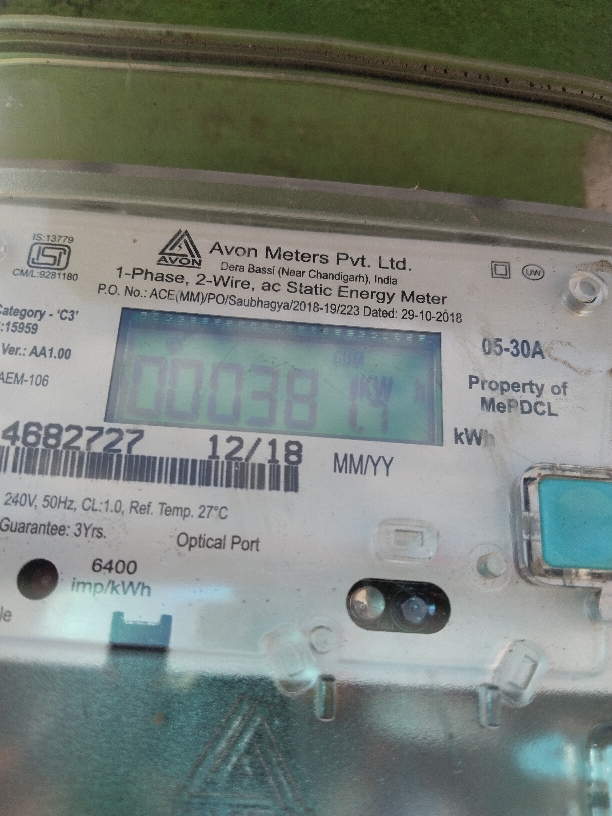 IS:13779
ISI
CM/L:9281180
AVON
Avon Meters Pvt. Ltd.
Dera Bassi (Near Chandigarh), India
1-Phase, 2-Wire, ac Static Energy Meter
P.O. No.: ACE(MM)/PO/Saubhagya/2018-19/223 Dated: 29-10-2018
UW
Category - 'C3'
:15959
Ver.: AA1.00
AEM-106
05-30A
Property of
MePDCL
kWh
4682727 12/18
MM/YY
240V, 50Hz, CL:1.0, Ref. Temp. 27°C
Guarantee: 3Yrs.
Optical Port
6400
imp/kWh